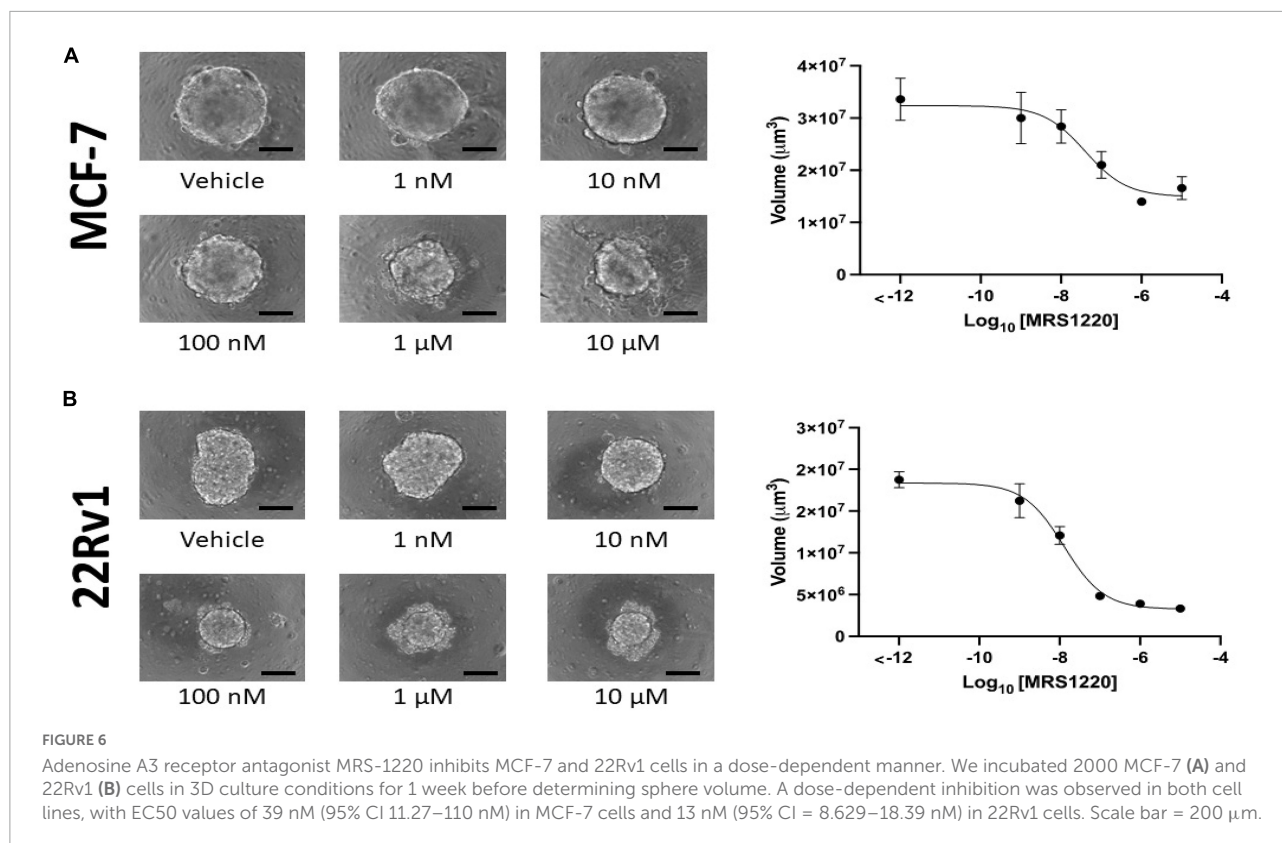 A
MCF-7
Vehicle
1 nM
10 nM
100 nM
1 µM
10 µM
4×10⁷
3×10⁷
2×10⁷
1×10⁷
0
Volume (µm³)
<-12
-10
-8
-6
-4
Log₁₀ [MRS1220]
B
22Rv1
Vehicle
1 nM
10 nM
100 nM
1 µM
10 µM
3×10⁷
2×10⁷
2×10⁷
1×10⁷
5×10⁶
0
Volume (µm³)
<-12
-10
-8
-6
-4
Log₁₀ [MRS1220]
FIGURE 6
Adenosine A3 receptor antagonist MRS-1220 inhibits MCF-7 and 22Rv1 cells in a dose-dependent manner. We incubated 2000 MCF-7 (A) and
22Rv1 (B) cells in 3D culture conditions for 1 week before determining sphere volume. A dose-dependent inhibition was observed in both cell
lines, with EC50 values of 39 nM (95% CI 11.27–110 nM) in MCF-7 cells and 13 nM (95% CI = 8.629–18.39 nM) in 22Rv1 cells. Scale bar = 200 µm.